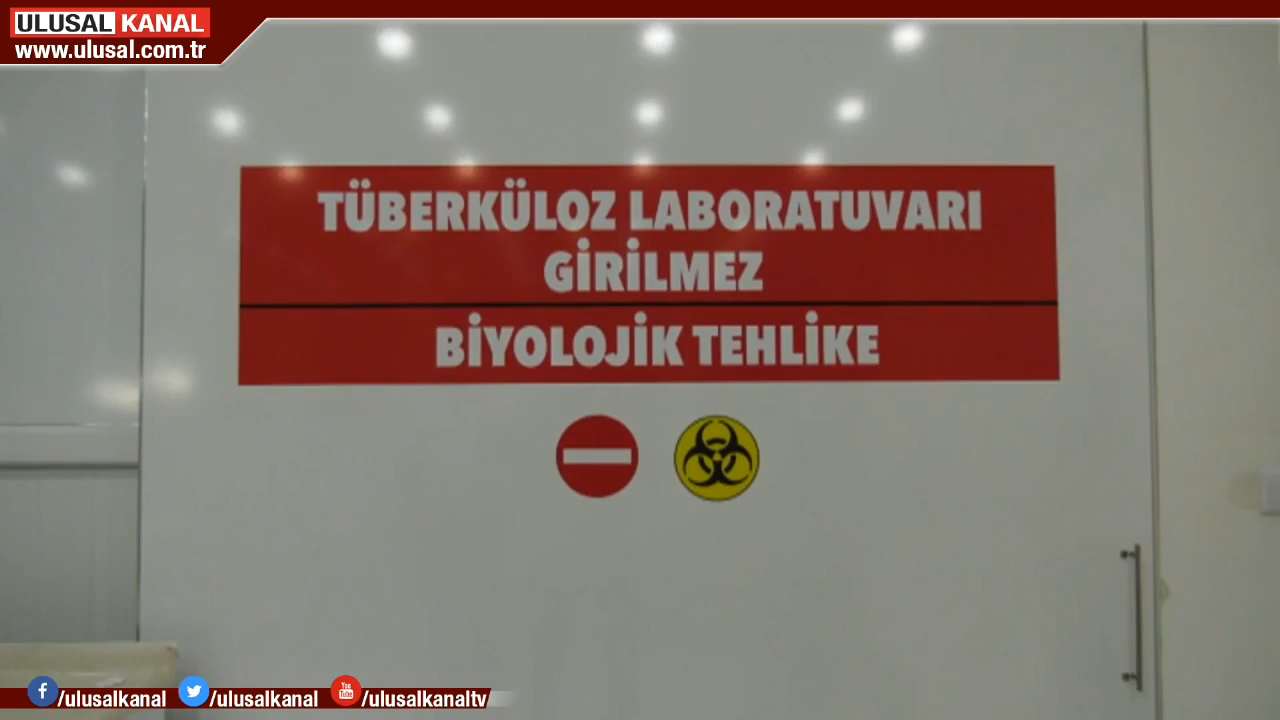 ULUSAL KANAL
www.ulusal.com.tr
TÜBERKÜLOZ LABORATUVARI
GİRİLMEZ
BİYOLOJİK TEHLİKE
/ulusalkanal /ulusalkanal /ulusalkanaltv